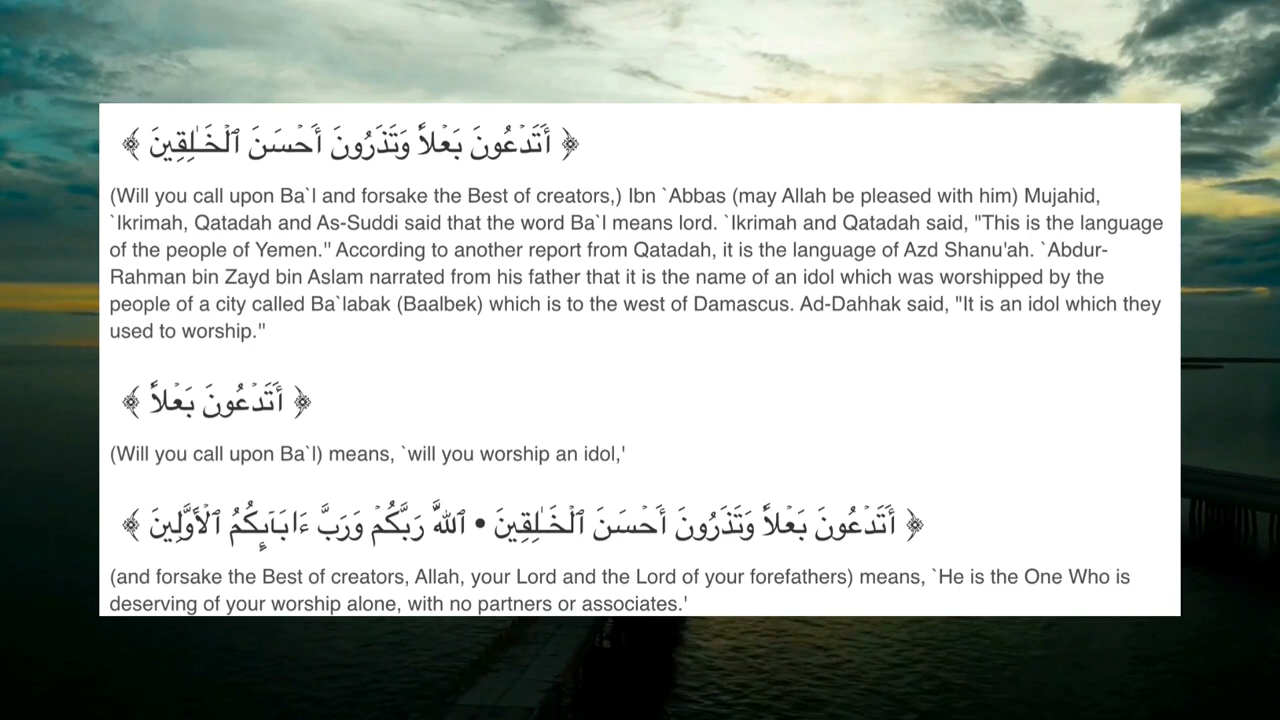 ﴿ أَتَدْعُونَ بَعْلاً وَتَذَرُونَ أَحْسَنَ ٱلْخَـٰلِقِينَ ﴾
(Will you call upon Ba`l and forsake the Best of creators,) Ibn `Abbas (may Allah be pleased with him) Mujahid,
`Ikrimah, Qatadah and As-Suddi said that the word Ba`l means lord. `Ikrimah and Qatadah said, "This is the language
of the people of Yemen." According to another report from Qatadah, it is the language of Azd Shanu'ah. `Abdur-
Rahman bin Zayd bin Aslam narrated from his father that it is the name of an idol which was worshipped by the
people of a city called Ba`labak (Baalbek) which is to the west of Damascus. Ad-Dahhak said, "It is an idol which they
used to worship."
﴿ أَتَدْعُونَ بَعْلاً ﴾
(Will you call upon Ba`l) means, `will you worship an idol,'
﴿ أَتَدْعُونَ بَعْلاً وَتَذَرُونَ أَحْسَنَ ٱلْخَـٰلِقِينَ • ٱللَّهَ رَبَّكُمْ وَرَبَّ ءَابَآئِكُمُ ٱلأَوَّلِينَ ﴾
(and forsake the Best of creators, Allah, your Lord and the Lord of your forefathers) means, `He is the One Who is
deserving of your worship alone, with no partners or associates.'